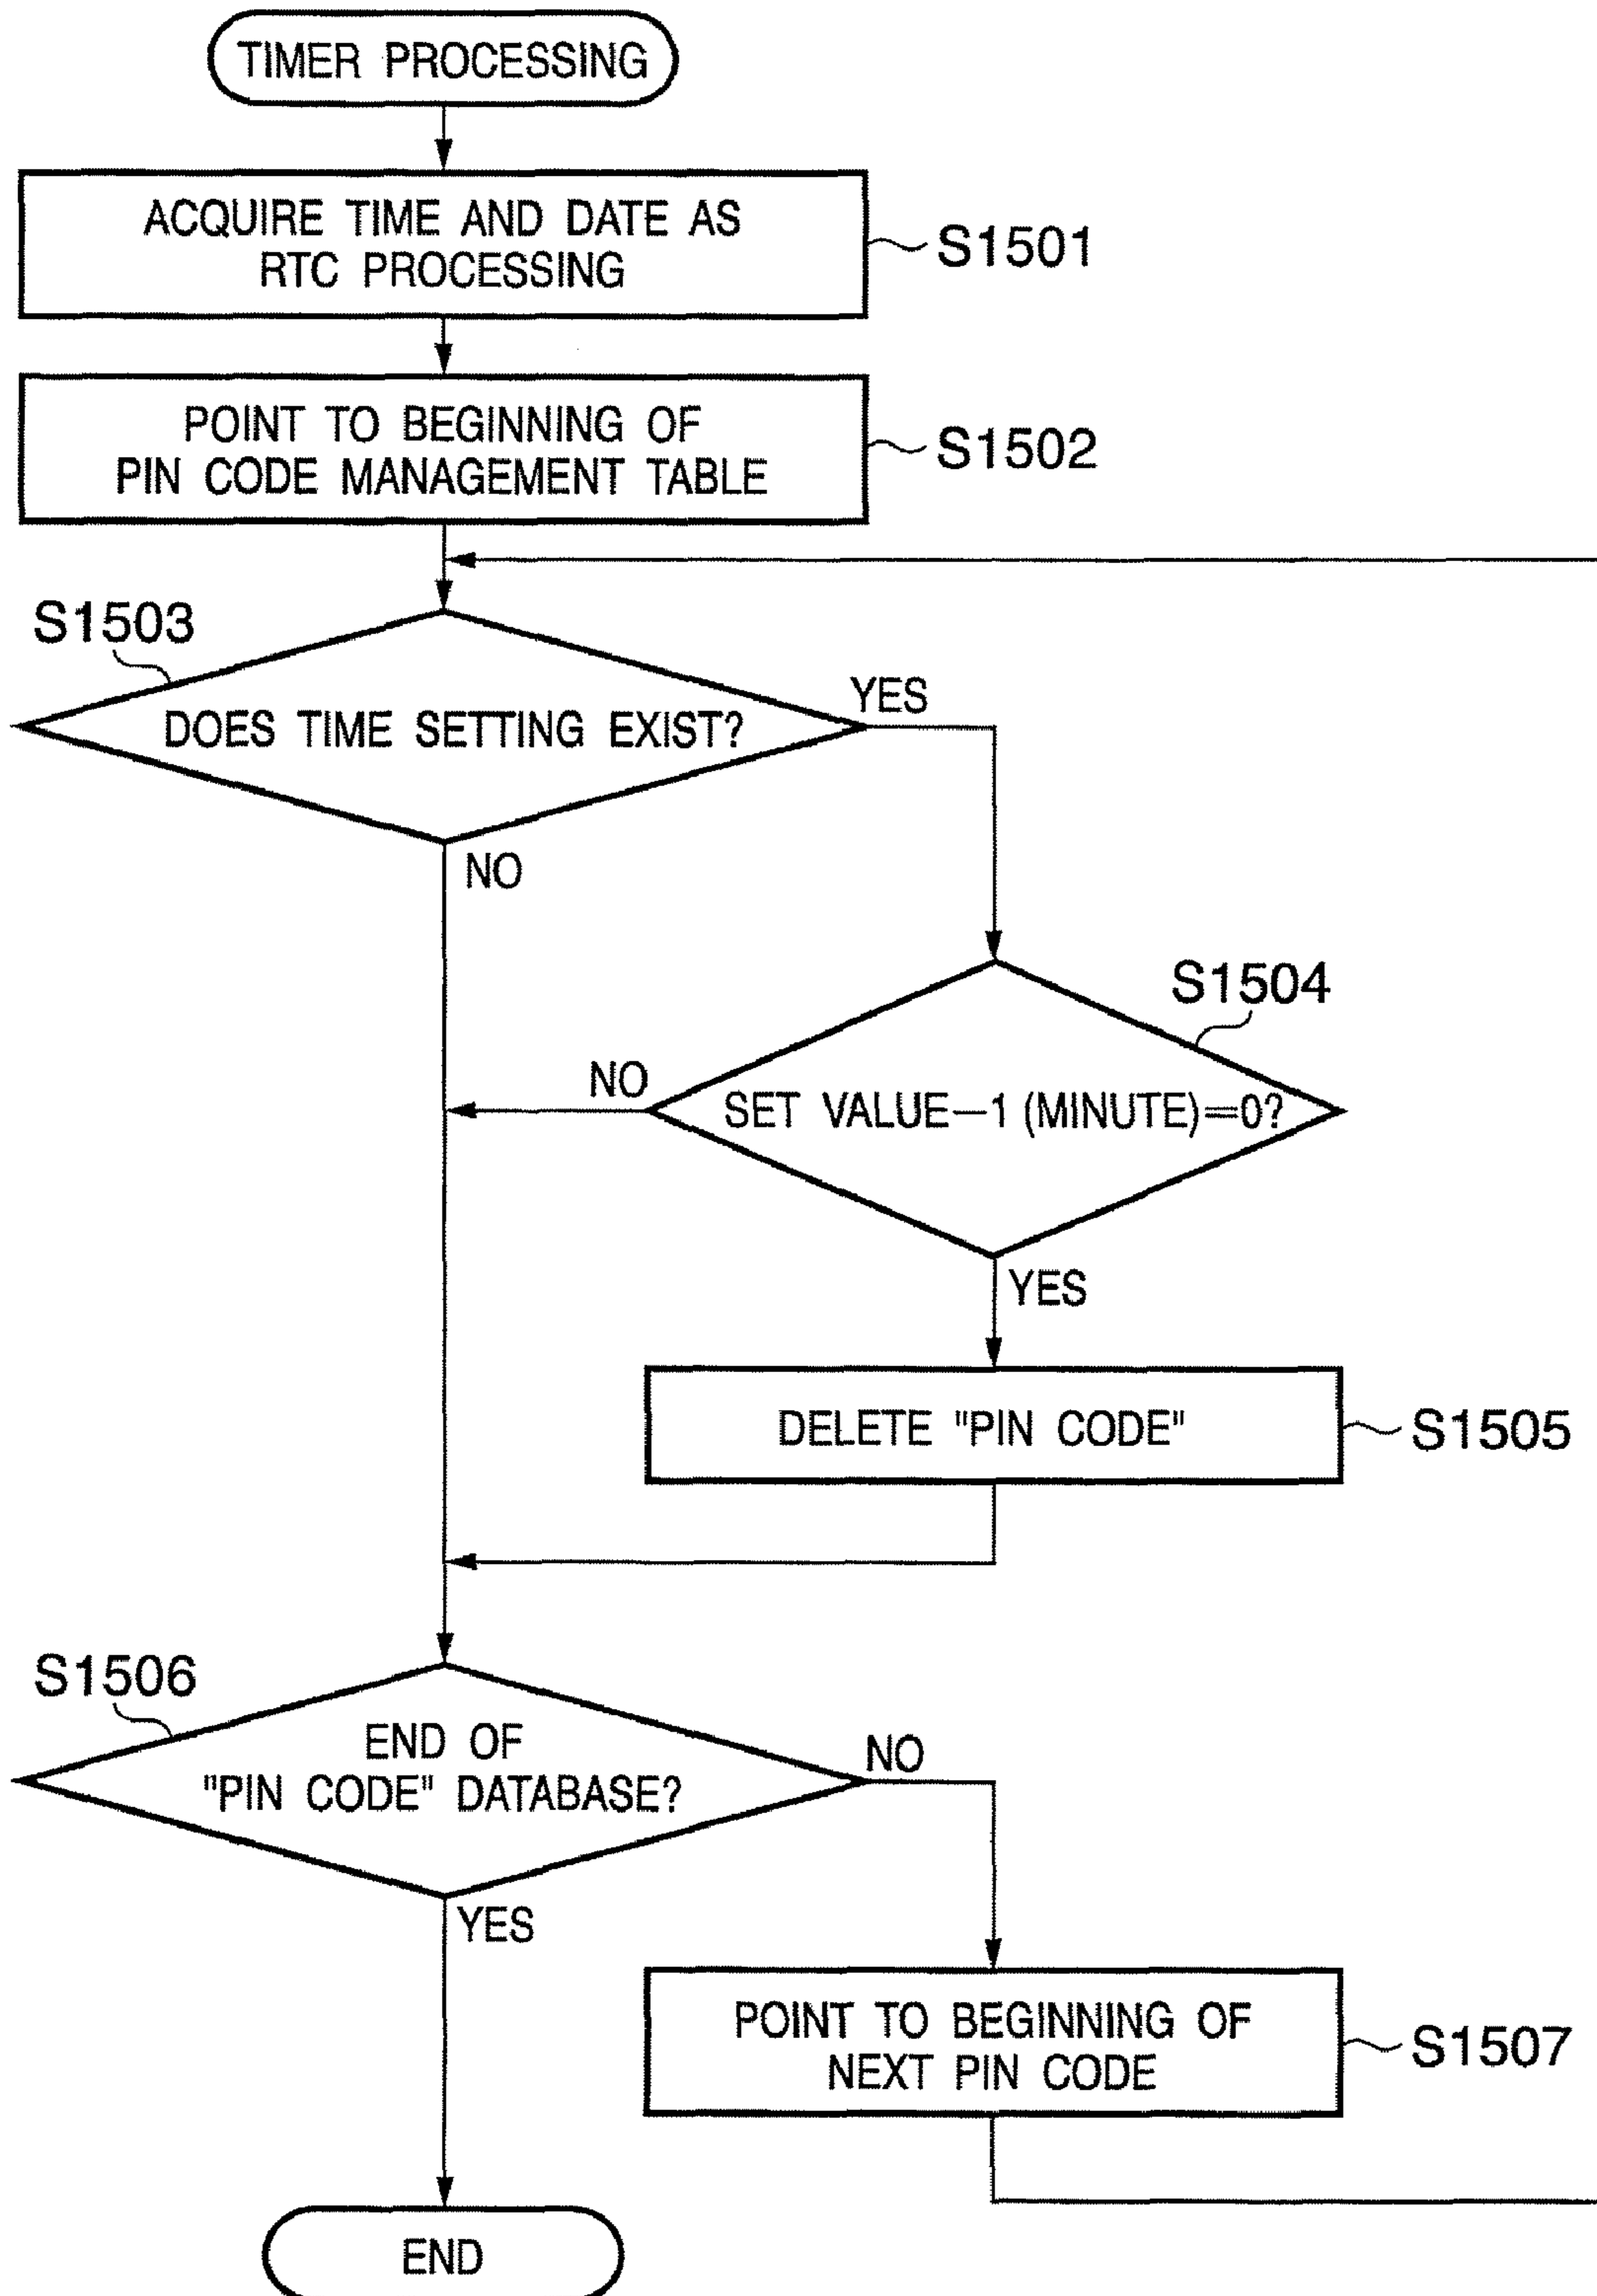 TIMER PROCESSING
ACQUIRE TIME AND DATE AS
RTC PROCESSING
S1501
POINT TO BEGINNING OF
PIN CODE MANAGEMENT TABLE
S1502
S1503
DOES TIME SETTING EXIST?
YES
NO
S1504
SET VALUE—1 (MINUTE)=0?
NO
YES
DELETE "PIN CODE"
S1505
S1506
END OF
"PIN CODE" DATABASE?
NO
YES
POINT TO BEGINNING OF
NEXT PIN CODE
S1507
END